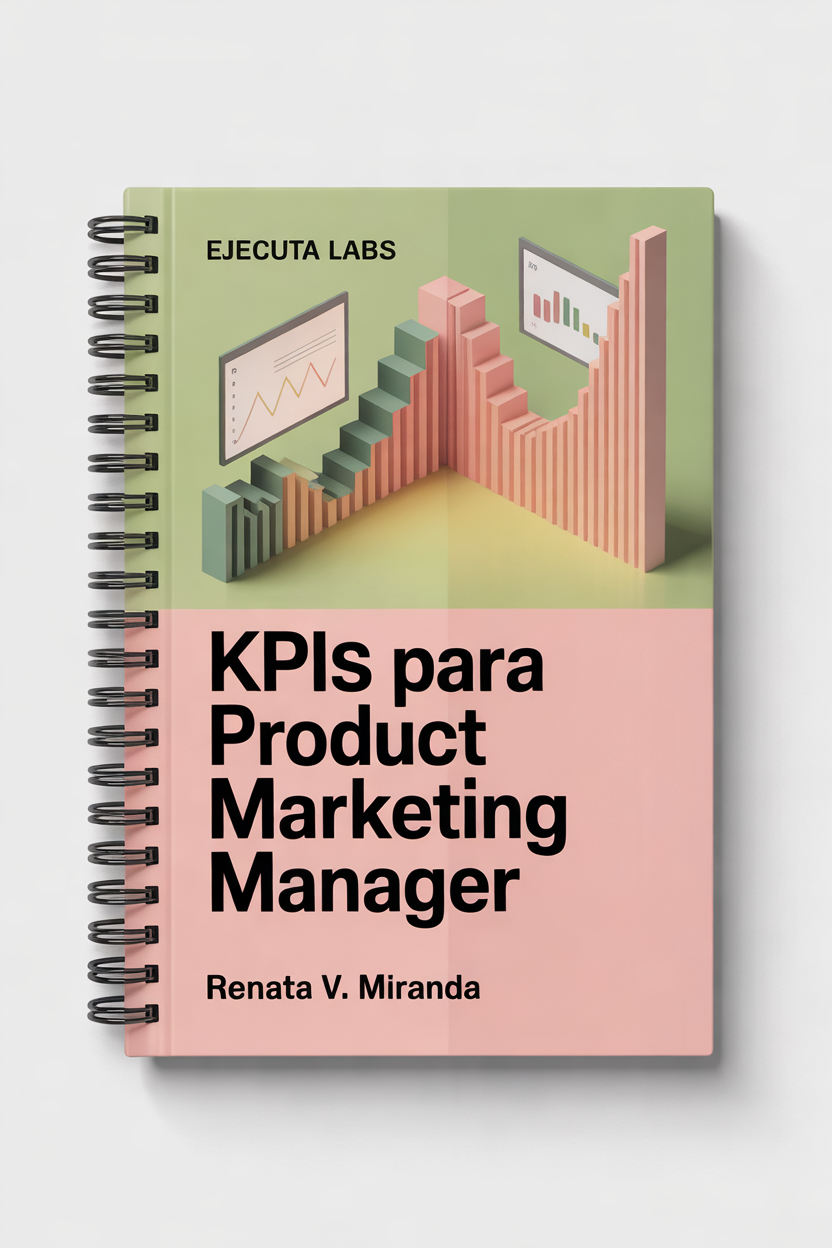 EJECUTA LABS
KPIs para
Product
Marketing
Manager
Renata V. Miranda